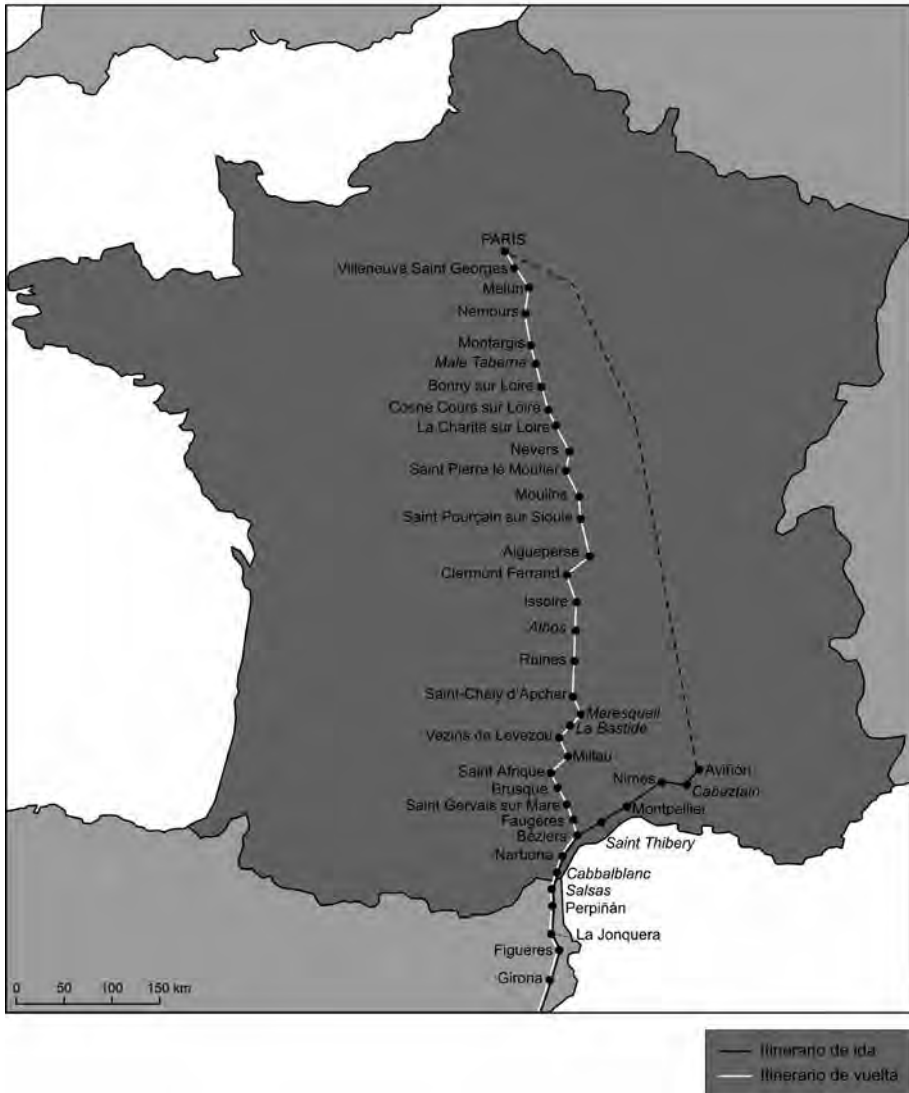 PARIS
Villeneuve Saint Georges
Melun
Nemours
Montargis
Male Taberne
Bonny sur Loire
Cosne Cours sur Loire
La Charité sur Loire
Nevers
Saint Pierre le Moutier
Moulins
Saint Pourçain sur Sioule
Aigueperse
Clermont Ferrand
Issoire
Albos
Ruines
Saint-Chely d'Apcher
Maresqueil
La Bastide
Vezins de Levezou
Millau
Aviñon
Saint Afrique
Nimes
Cabeztain
Brusque
Saint Gervais sur Mare
Montpellier
Faugères
Béziers
Saint Thibery
Narbona
Cabbalblanc
Salsas
Perpiñán
La Jonquera
Figueres
Girona
0 50 100 150 km
Itinerario de ida
Itinerario de vuelta